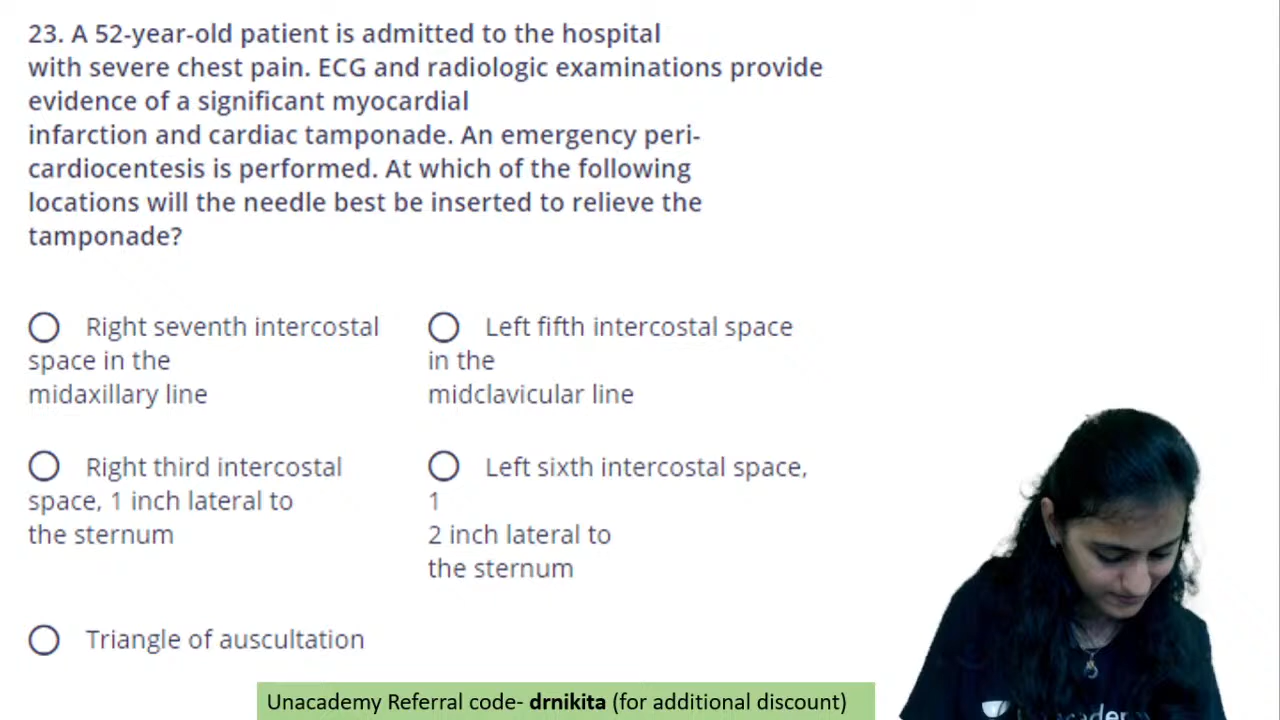 23. A 52-year-old patient is admitted to the hospital
with severe chest pain. ECG and radiologic examinations provide
evidence of a significant myocardial
infarction and cardiac tamponade. An emergency peri-
cardiocentesis is performed. At which of the following
locations will the needle best be inserted to relieve the
tamponade?
Right seventh intercostal
space in the
midaxillary line
Left fifth intercostal space
in the
midclavicular line
Right third intercostal
space, 1 inch lateral to
the sternum
Left sixth intercostal space,
1
2 inch lateral to
the sternum
Triangle of auscultation
Unacademy Referral code- drnikita (for additional discount)